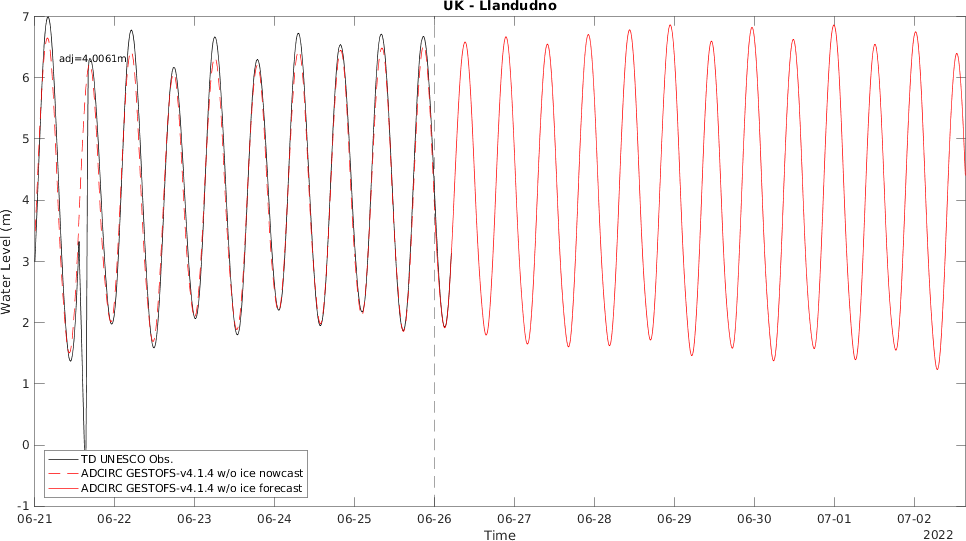 UK - Llandudno
7
adj=4.0061m
6
5
4
3
2
1
0
-1
Water Level (m)
TD UNESCO Obs.
ADCIRC GESTOFS-v4.1.4 w/o ice nowcast
ADCIRC GESTOFS-v4.1.4 w/o ice forecast
06-21 06-22 06-23 06-24 06-25 06-26 06-27 06-28 06-29 06-30 07-01 07-02
Time
2022